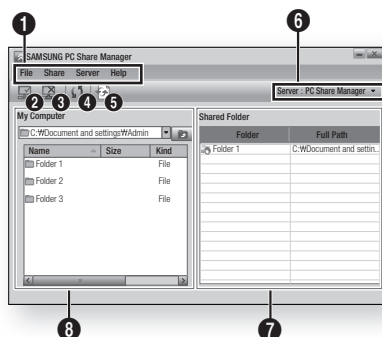 1
6
SAMSUNG PC Share Manager
File Share Server Help
2 3 4 5
Server : PC Share Manager
My Computer
Shared Folder
C:₩Document and settings₩Admin
Folder Full Path
Name Size Kind
Folder 1 C:₩Document and settin..
Folder 1 File
Folder 2 File
Folder 3 File
8
7